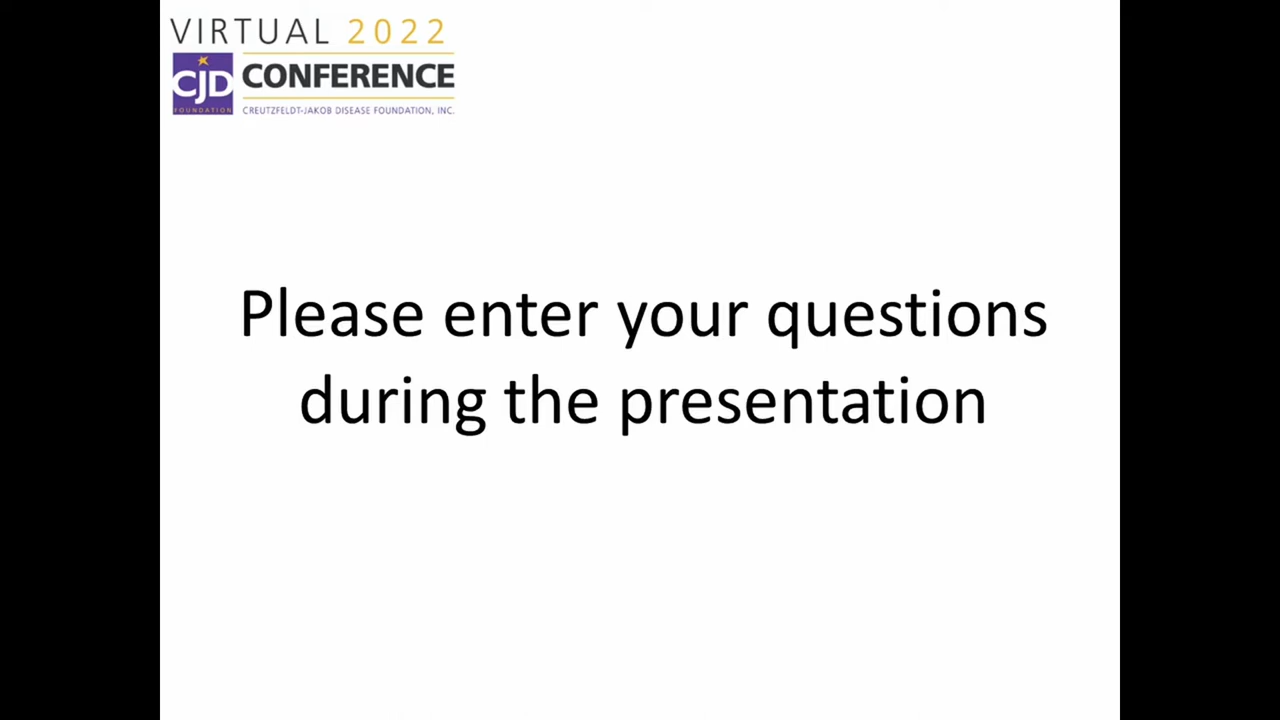 VIRTUAL 2022
CJD CONFERENCE
FOUNDATION CREUTZFELDT-JAKOB DISEASE FOUNDATION, INC.
Please enter your questions
during the presentation